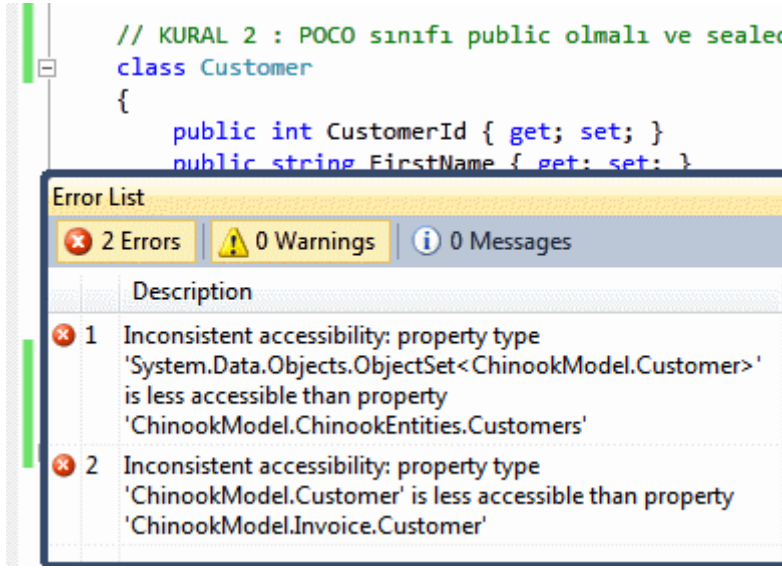 // KURAL 2 : POCO sınıfı public olmalı ve sealed
class Customer
{
public int CustomerId { get; set; }
public string FirstName { get; set; }
Error List
2 Errors
0 Warnings
0 Messages
Description
1 Inconsistent accessibility: property type
'System.Data.Objects.ObjectSet<ChinookModel.Customer>'
is less accessible than property
'ChinookModel.ChinookEntities.Customers'
2 Inconsistent accessibility: property type
'ChinookModel.Customer' is less accessible than property
'ChinookModel.Invoice.Customer'